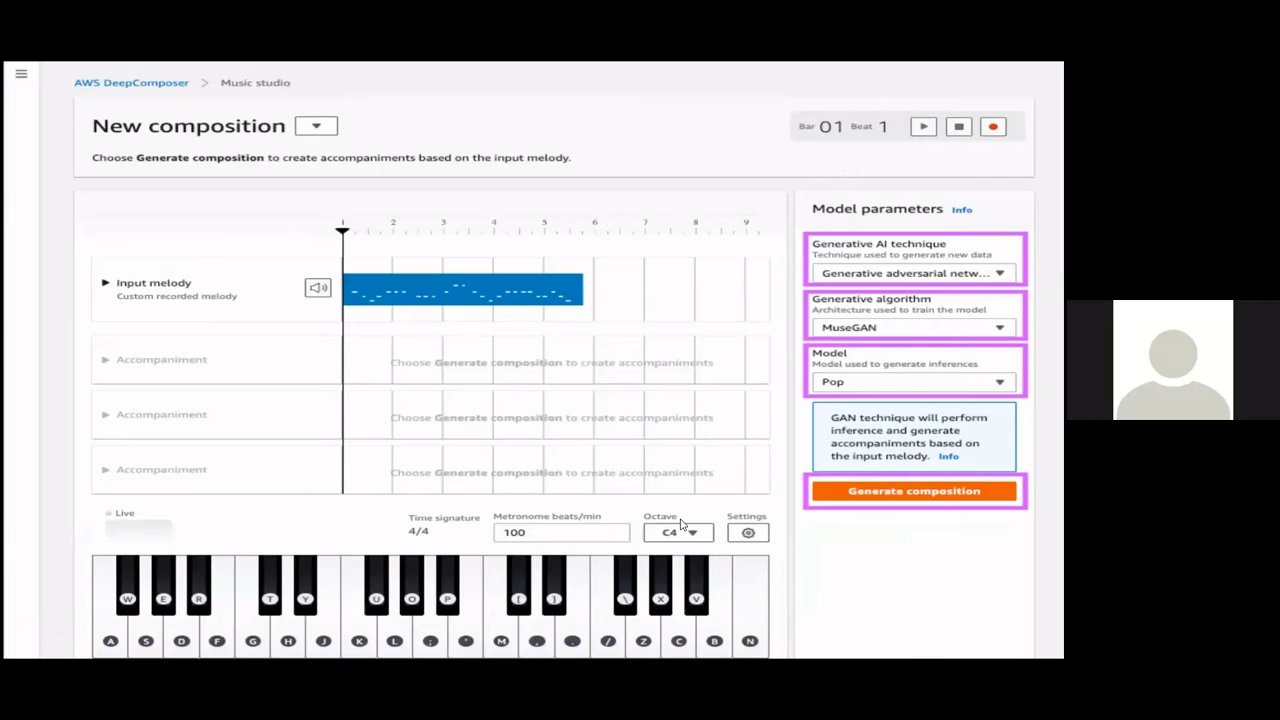 AWS DeepComposer > Music studio
New composition
Bar 01 Beat 1
Choose Generate composition to create accompaniments based on the input melody.
1 2 3 4 5 6 7 8 9
Input melody
Custom recorded melody
Accompaniment
Choose Generate composition to create accompaniments
Accompaniment
Choose Generate composition to create accompaniments
Accompaniment
Choose Generate composition to create accompaniments
Live
Time signature
4/4
Metronome beats/min
100
Octave
C4
Settings
W E R T Y U O P [ ] \ X V
A S D F G H J K L ; ' M , . / Z C B N
Model parameters Info
Generative AI technique
Technique used to generate new data
Generative adversarial netw...
Generative algorithm
Architecture used to train the model
MuseGAN
Model
Model used to generate inferences
Pop
GAN technique will perform
inference and generate
accompaniments based on
the input melody. Info
Generate composition